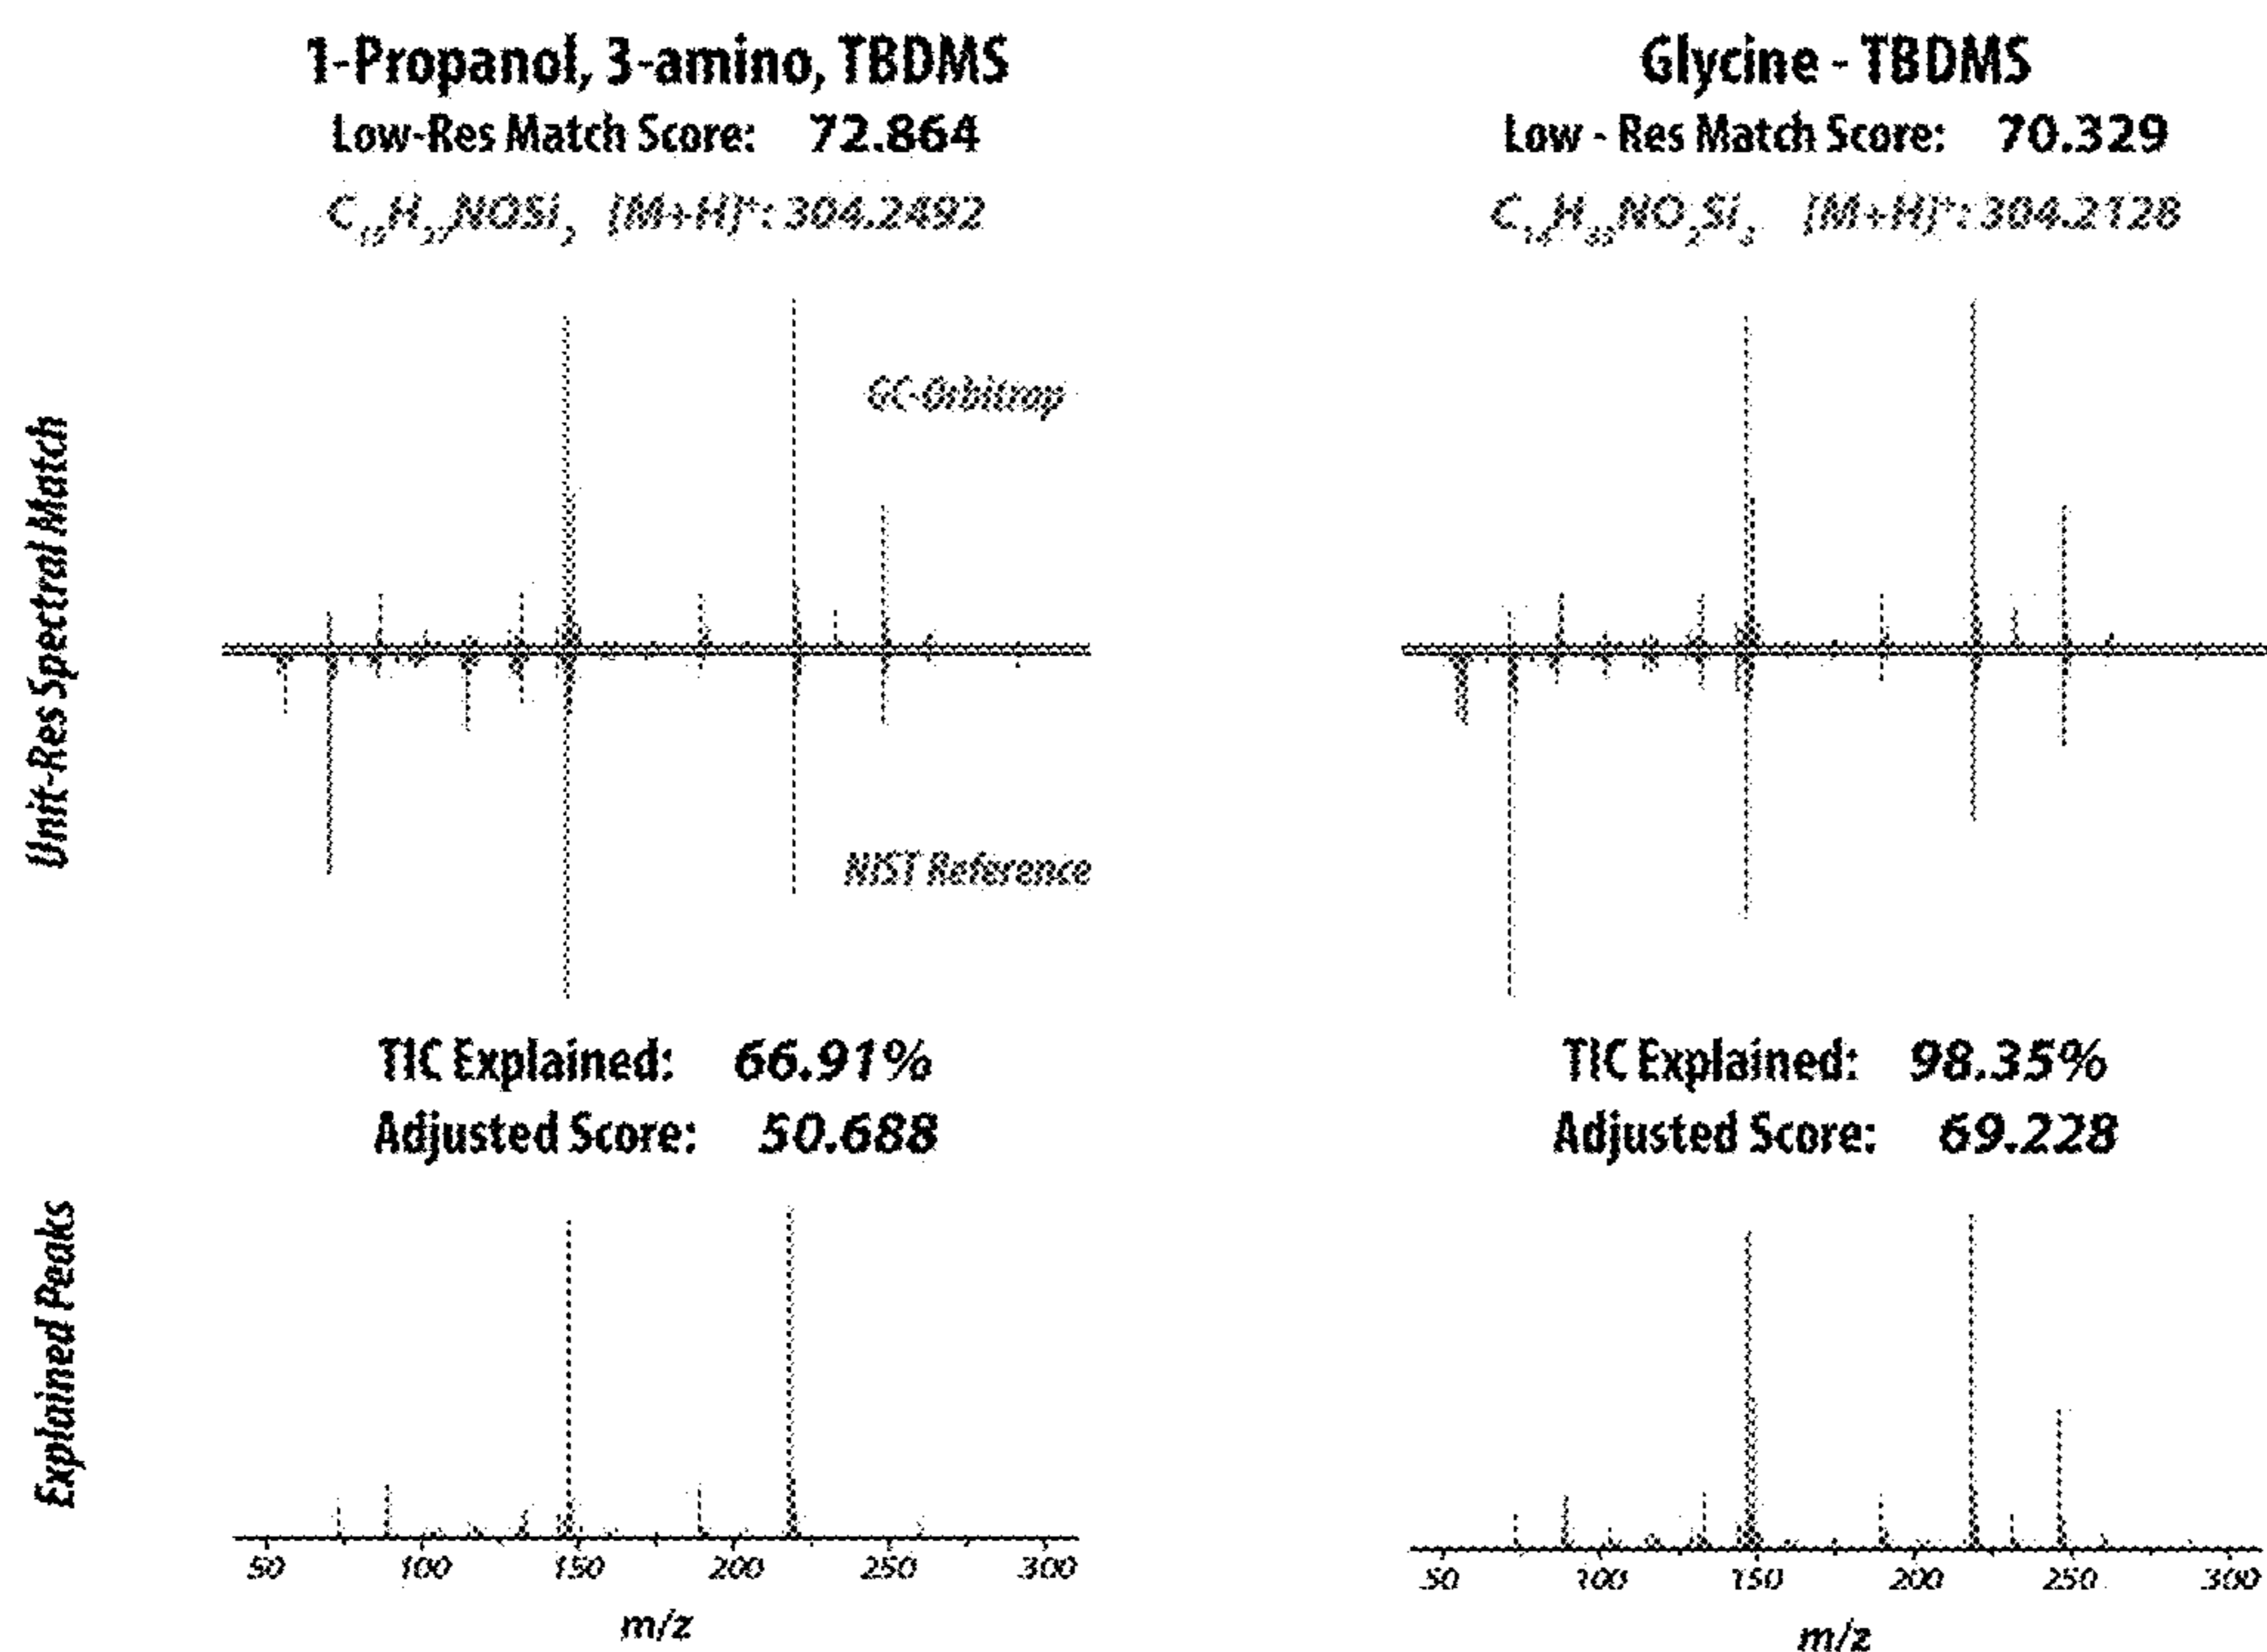 1-Propanol, 3-amino, TBDMS
Low-Res Match Score: 72.864
C₁₅H₃₇NOSi₂ [M+H]⁺: 304.2492
Glycine - TBDMS
Low - Res Match Score: 70.329
C₁₄H₃₃NO₂Si₂ [M+H]⁺: 304.2128
Unit-Res Spectral Match
GC-Orbitrap
NIST Reference
TIC Explained: 66.91%
Adjusted Score: 50.688
TIC Explained: 98.35%
Adjusted Score: 69.228
Explained Peaks
50 100 150 200 250 300
m/z
50 100 150 200 250 300
m/z